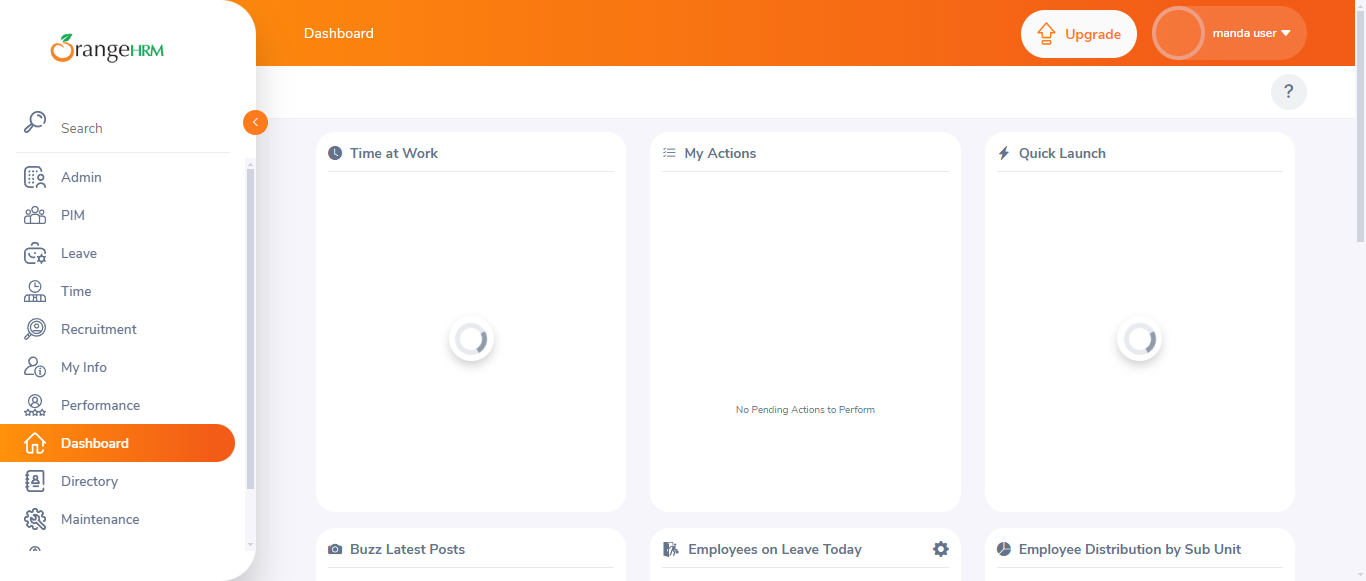 OrangeHRM
Dashboard
Upgrade
manda user
Search
?
Admin
PIM
Leave
Time
Recruitment
My Info
Performance
Dashboard
Directory
Maintenance
Time at Work
My Actions
No Pending Actions to Perform
Quick Launch
Buzz Latest Posts
Employees on Leave Today
Employee Distribution by Sub Unit